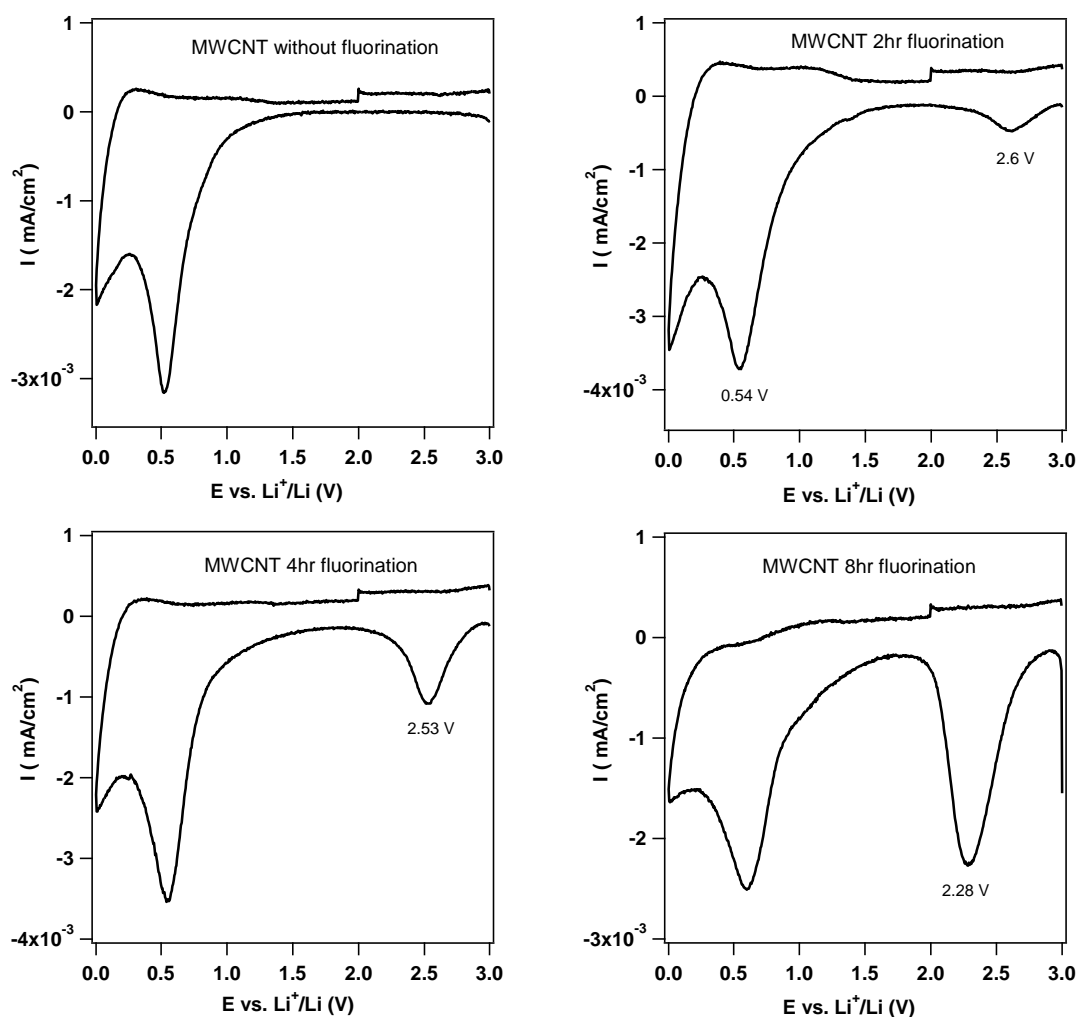 MWCNT without fluorination
1
0
-1
-2
-3x10⁻³
I ( mA/cm²)
0.0 0.5 1.0 1.5 2.0 2.5 3.0
E vs. Li⁺/Li (V)
MWCNT 2hr fluorination
1
0
-1
-2
-3
-4x10⁻³
I ( mA/cm²)
2.6 V
0.54 V
0.0 0.5 1.0 1.5 2.0 2.5 3.0
E vs. Li⁺/Li (V)
MWCNT 4hr fluorination
1
0
-1
-2
-3
-4x10⁻³
I ( mA/cm²)
2.53 V
0.0 0.5 1.0 1.5 2.0 2.5 3.0
E vs. Li⁺/Li (V)
MWCNT 8hr fluorination
1
0
-1
-2
-3x10⁻³
I ( mA/cm²)
2.28 V
0.0 0.5 1.0 1.5 2.0 2.5 3.0
E vs. Li⁺/Li (V)